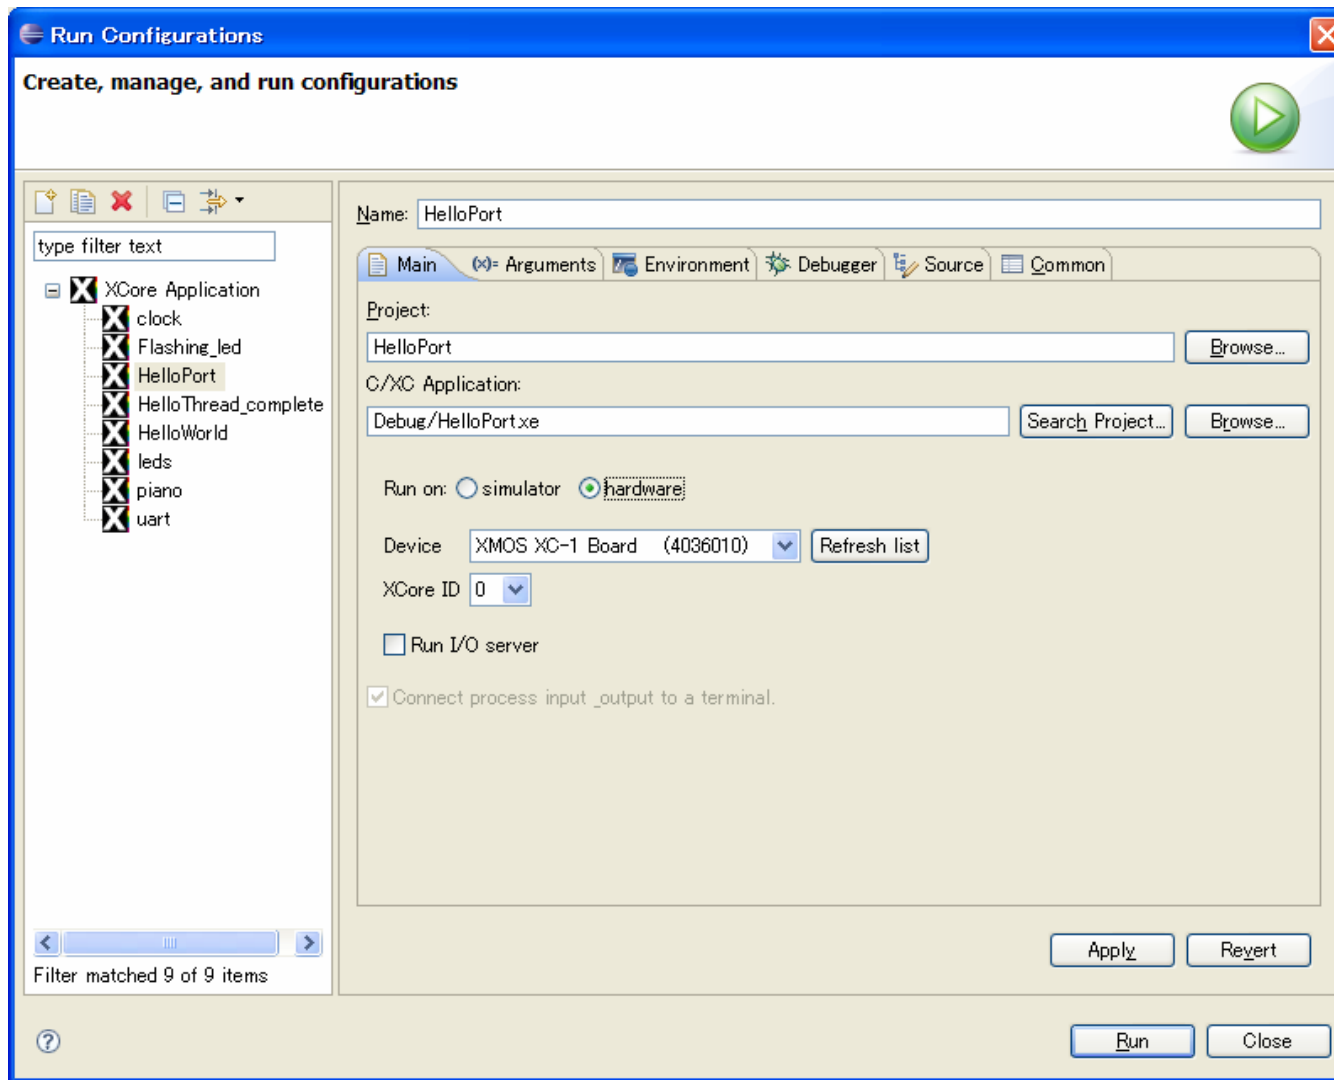 Run Configurations
Create, manage, and run configurations
type filter text
XCore Application
clock
Flashing_led
HelloPort
HelloThread_complete
HelloWorld
leds
piano
uart
Filter matched 9 of 9 items
Name: HelloPort
Main (x)= Arguments Environment Debugger Source Common
Project:
HelloPort Browse...
C/XC Application:
Debug/HelloPort.xe Search Project... Browse...
Run on: simulator hardware
Device XMOS XC-1 Board (4036010) Refresh list
XCore ID 0
Run I/O server
Connect process input _output to a terminal.
Apply Revert
Run Close